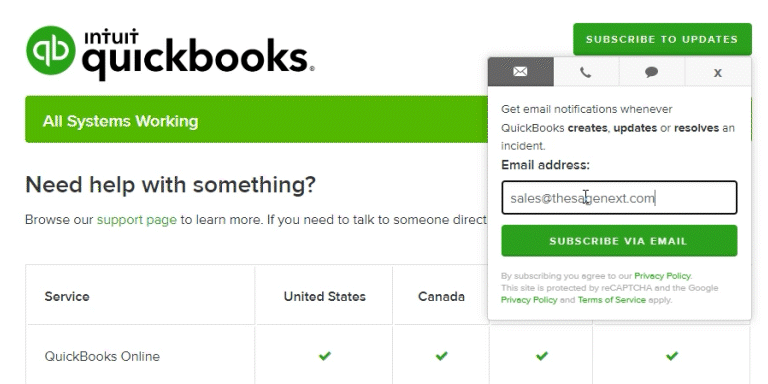 intuit
quickbooks.
SUBSCRIBE TO UPDATES
All Systems Working
x
Get email notifications whenever
QuickBooks creates, updates or resolves an
incident.
Email address:
sales@thesagenext.com
SUBSCRIBE VIA EMAIL
By subscribing you agree to our Privacy Policy.
This site is protected by reCAPTCHA and the Google
Privacy Policy and Terms of Service apply.
Need help with something?
Browse our support page to learn more. If you need to talk to someone direct
Service United States Canada
QuickBooks Online